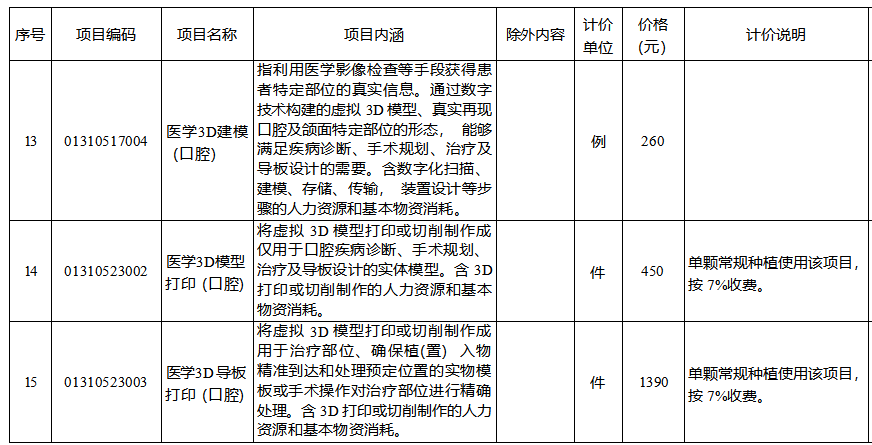 序号 项目编码 项目名称 项目内涵 除外内容 计价单位 价格(元) 计价说明
13 01310517004 医学3D建模(口腔)
指利用医学影像检查等手段获得患
者特定部位的真实信息。通过数字
技术构建的虚拟 3D 模型、真实再现
口腔及颌面特定部位的形态， 能够
满足疾病诊断、手术规划、治疗及
导板设计的需要。含数字化扫描、
建模、存储、传输， 装置设计等步
骤的人力资源和基本物资消耗。
例 260
14 01310523002 医学3D模型打印 (口腔)
将虚拟 3D 模型打印或切削制作成
仅用于口腔疾病诊断、手术规划、
治疗及导板设计的实体模型。含 3D
打印或切削制作的人力资源和基本
物资消耗。
件 450
单颗常规种植使用该项目，
按 7%收费。
15 01310523003 医学3D导板打印 (口腔)
将虚拟 3D 模型打印或切削制作成
用于治疗部位、确保植(置) 入物
精准到达和处理预定位置的实物模
板或手术操作对治疗部位进行精确
处理。含 3D 打印或切削制作的人力
资源和基本物资消耗。
件 1390
单颗常规种植使用该项目，
按 7%收费。